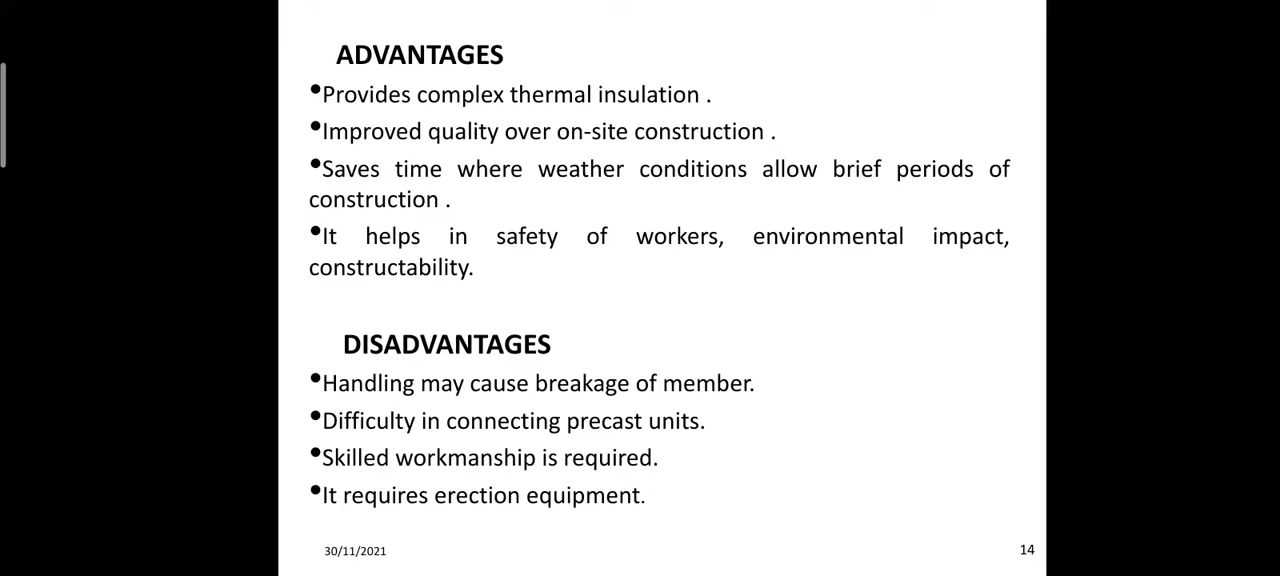 ADVANTAGES
•Provides complex thermal insulation .
•Improved quality over on-site construction .
•Saves time where weather conditions allow brief periods of
construction .
•It helps in safety of workers, environmental impact,
constructability.
DISADVANTAGES
•Handling may cause breakage of member.
•Difficulty in connecting precast units.
•Skilled workmanship is required.
•It requires erection equipment.
30/11/2021
14